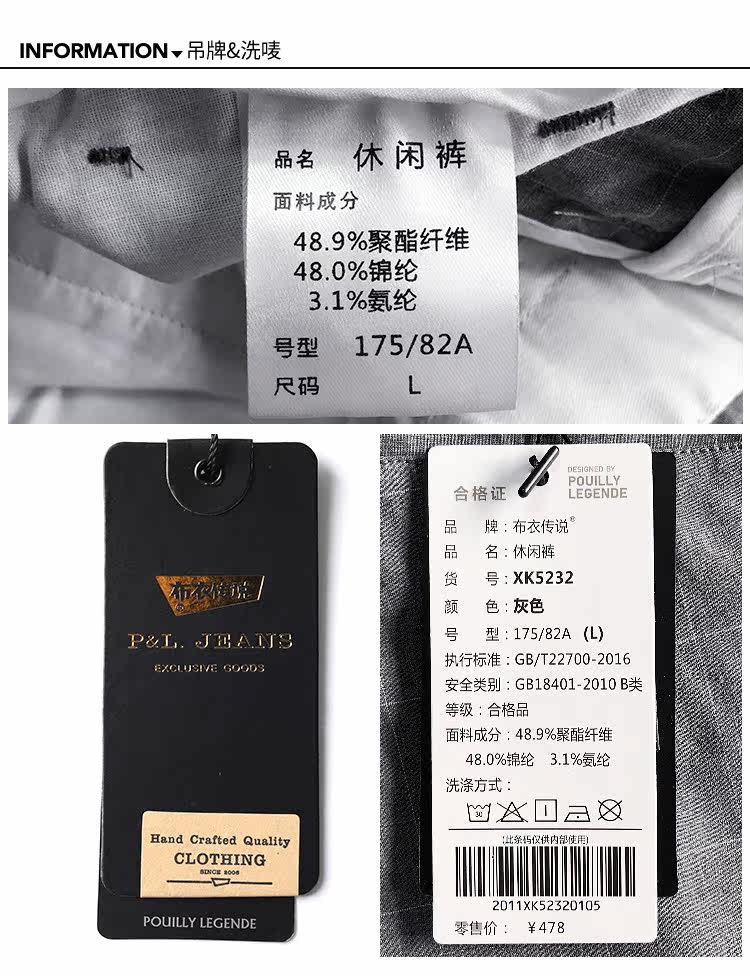 INFORMATION 吊牌&洗唛
品名 休闲裤
面料成分
48.9%聚酯纤维
48.0%锦纶
3.1%氨纶
号型 175/82A
尺码 L
布衣传说
®
P&L JEANS
EXCLUSIVE GOODS
Hand Crafted Quality
CLOTHING
SINCE 2006
POUILLY LEGENDE
合格证
DESIGNED BY
POUILLY
LEGENDE
品 牌：布衣传说®
品 名：休闲裤
货 号：XK5232
颜 色：灰色
号 型：175/82A (L)
执行标准：GB/T22700-2016
安全类别：GB18401-2010 B类
等级：合格品
面料成分：48.9%聚酯纤维
48.0%锦纶 3.1%氨纶
洗涤方式：
30
(此条码仅供内部使用)
2011XK52320105
零售价： ¥478